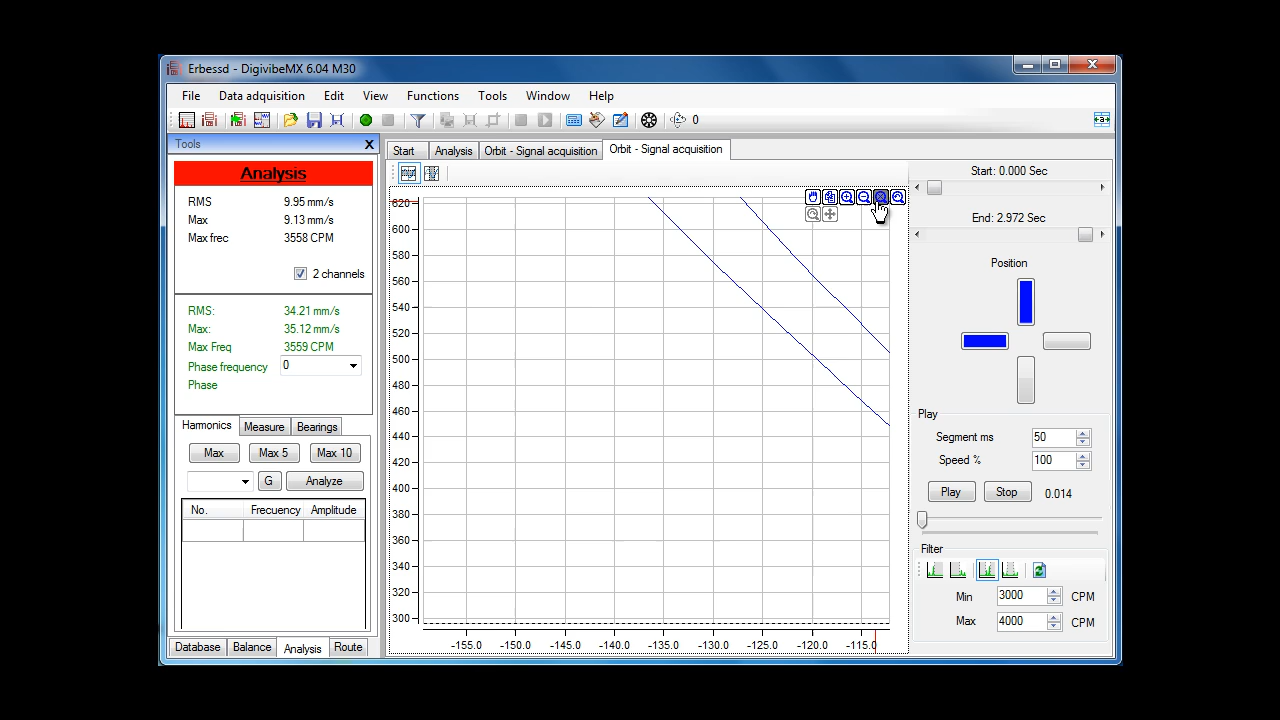 Erbessd - DigivibeMX 6.04 M30
File Data adquisition Edit View Functions Tools Window Help
0
Tools X
Start Analysis Orbit - Signal acquisition Orbit - Signal acquisition
Analysis
RMS 9.95 mm/s
Max 9.13 mm/s
Max frec 3558 CPM
2 channels
RMS: 34.21 mm/s
Max: 35.12 mm/s
Max Freq 3559 CPM
Phase frequency 0
Phase
Harmonics Measure Bearings
Max Max 5 Max 10
G Analyze
No. Frecuency Amplitude
Database Balance Analysis Route
620
600
580
560
540
520
500
480
460
440
420
400
380
360
340
320
300
-155.0 -150.0 -145.0 -140.0 -135.0 -130.0 -125.0 -120.0 -115.0
Start: 0.000 Sec
End: 2.972 Sec
Position
Play
Segment ms 50
Speed % 100
Play Stop 0.014
Filter
Min 3000 CPM
Max 4000 CPM